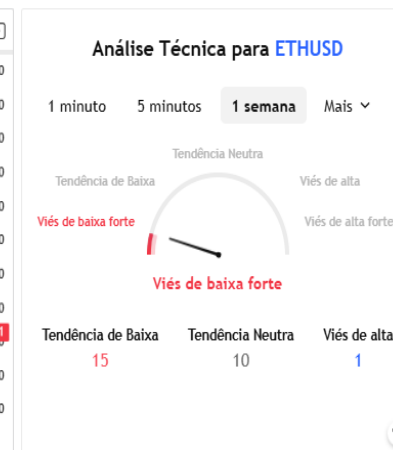 Análise Técnica para ETHUSD
1 minuto 5 minutos 1 semana Mais
Tendência Neutra
Tendência de Baixa Viés de alta
Viés de baixa forte Viés de alta forte
Viés de baixa forte
Tendência de Baixa Tendência Neutra Viés de alta
15 10 1